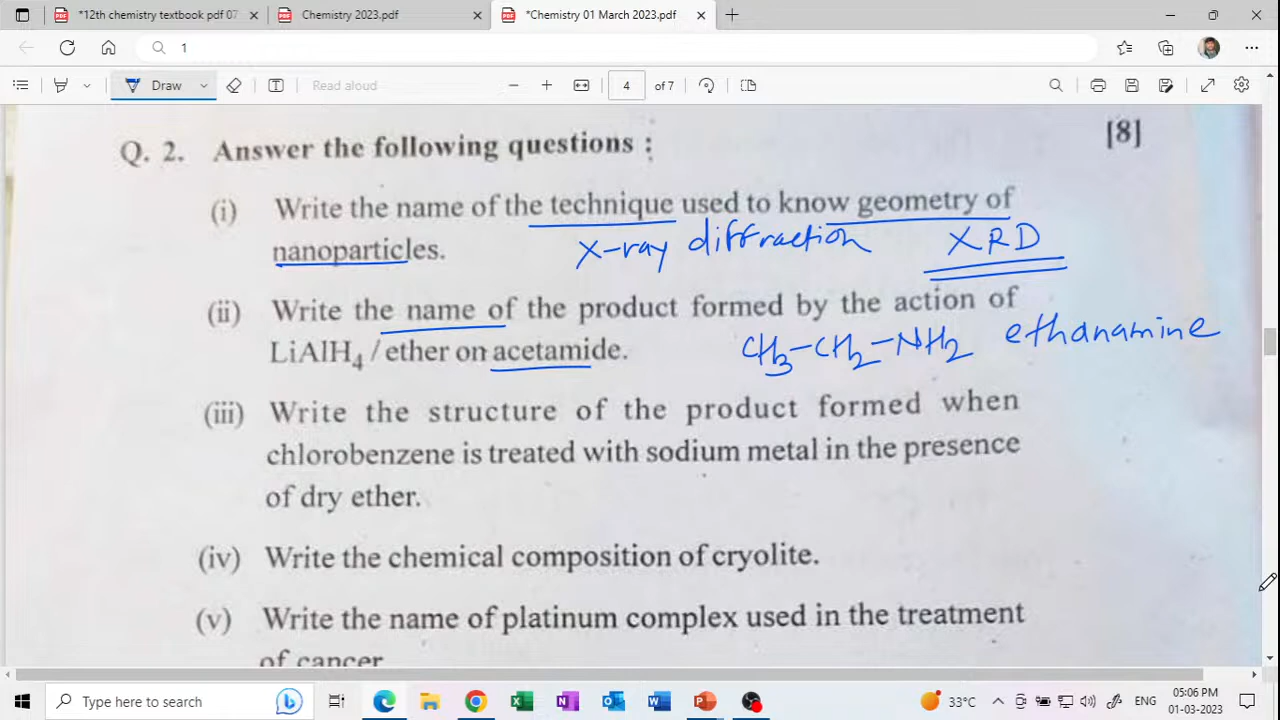 *12th chemistry textbook pdf 07
Chemistry 2023.pdf
*Chemistry 01 March 2023.pdf
1
Draw
Read aloud
4 of 7
Q. 2. Answer the following questions : [8]
(i) Write the name of the technique used to know geometry of
nanoparticles. X-ray diffraction XRD
(ii) Write the name of the product formed by the action of
LiAlH4 / ether on acetamide. CH3-CH2-NH2 ethanamine
(iii) Write the structure of the product formed when
chlorobenzene is treated with sodium metal in the presence
of dry ether.
(iv) Write the chemical composition of cryolite.
(v) Write the name of platinum complex used in the treatment
of cancer
Type here to search
33°C
ENG
05:06 PM
01-03-2023